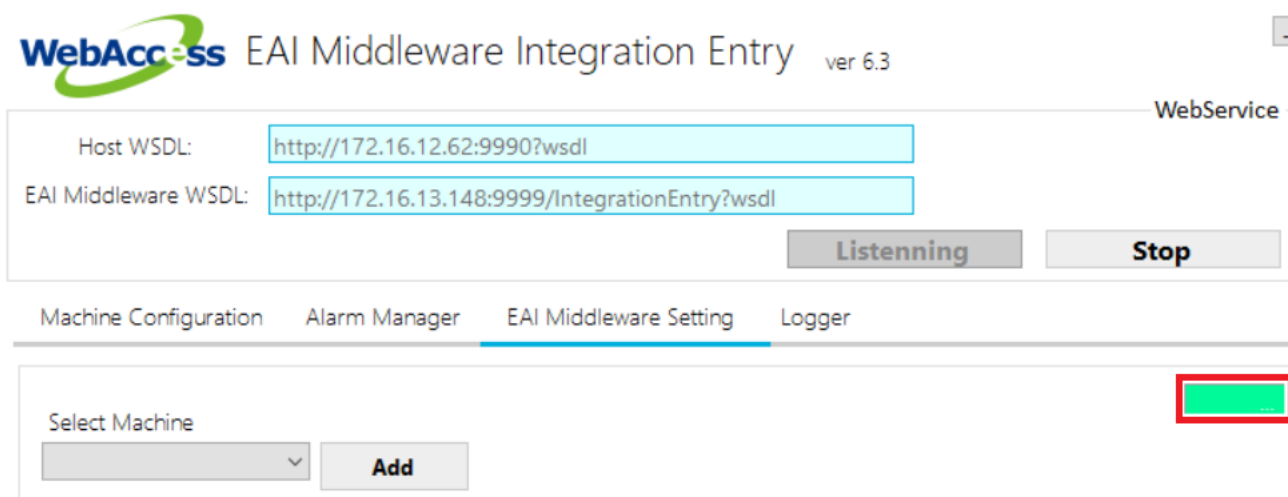 WebAccess EAI Middleware Integration Entry ver 6.3
WebService
Host WSDL: http://172.16.12.62:9990?wsdl
EAI Middleware WSDL: http://172.16.13.148:9999/IntegrationEntry?wsdl
Listenning Stop
Machine Configuration Alarm Manager EAI Middleware Setting Logger
...
Select Machine
Add